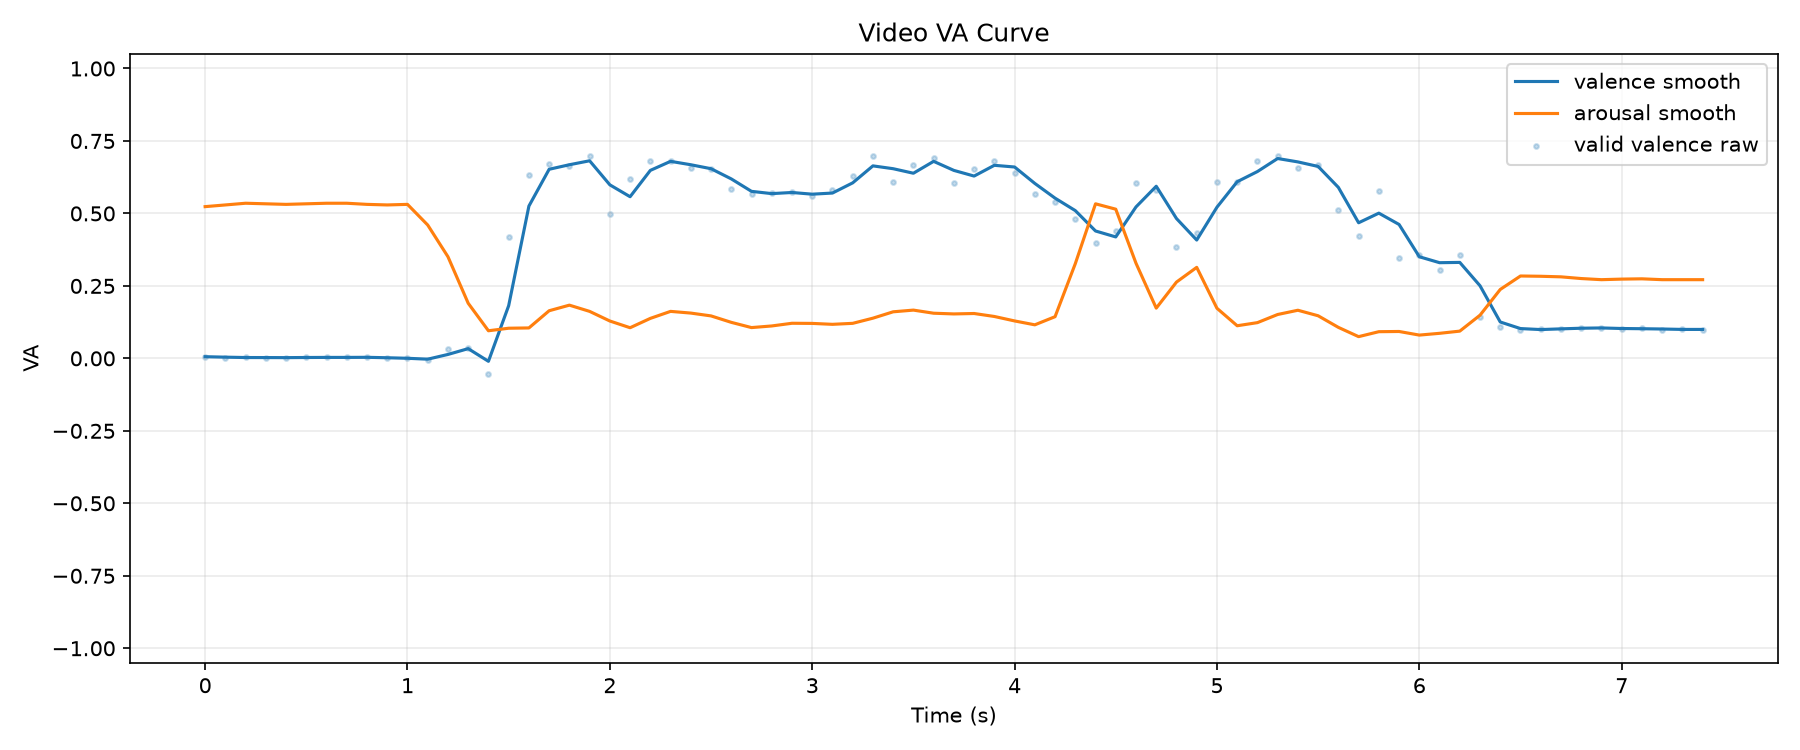 Video VA Curve
1.00
0.75
0.50
0.25
0.00
−0.25
−0.50
−0.75
−1.00
VA
valence smooth
arousal smooth
valid valence raw
0 1 2 3 4 5 6 7
Time (s)